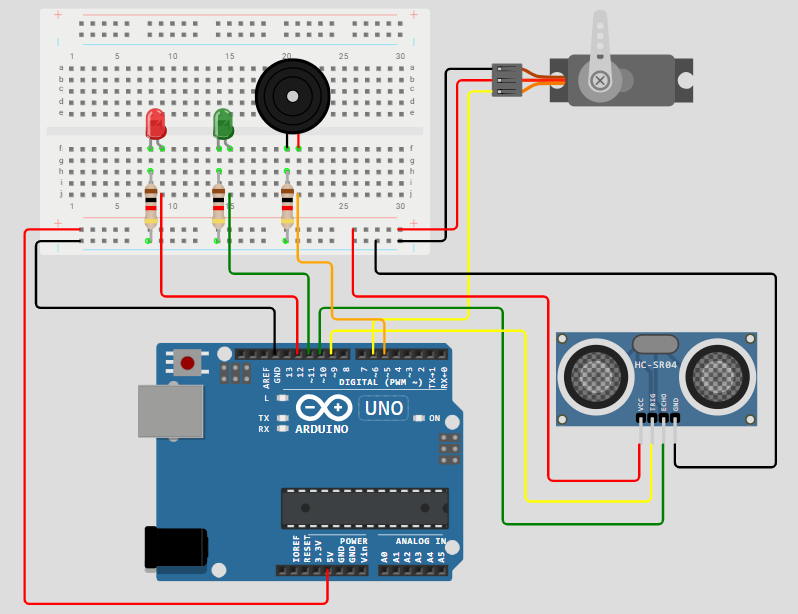 + +
- -
1 5 10 15 20 25 30
a a
b b
c c
d d
e e
f f
g g
h h
i i
j j
1 5 10 15 20 25 30
+ +
- -
HC-SR04
VCC
TRIG
ECHO
GND
AREF
GND
13
12
~11
~10
~9
8
7
~6
~5
4
~3
2
TX→1
RX←0
DIGITAL (PWM ~)
L
UNO
TX
RX
ARDUINO
ON
POWER
ANALOG IN
IOREF
RESET
3.3V
5V
GND
GND
Vin
A0
A1
A2
A3
A4
A5